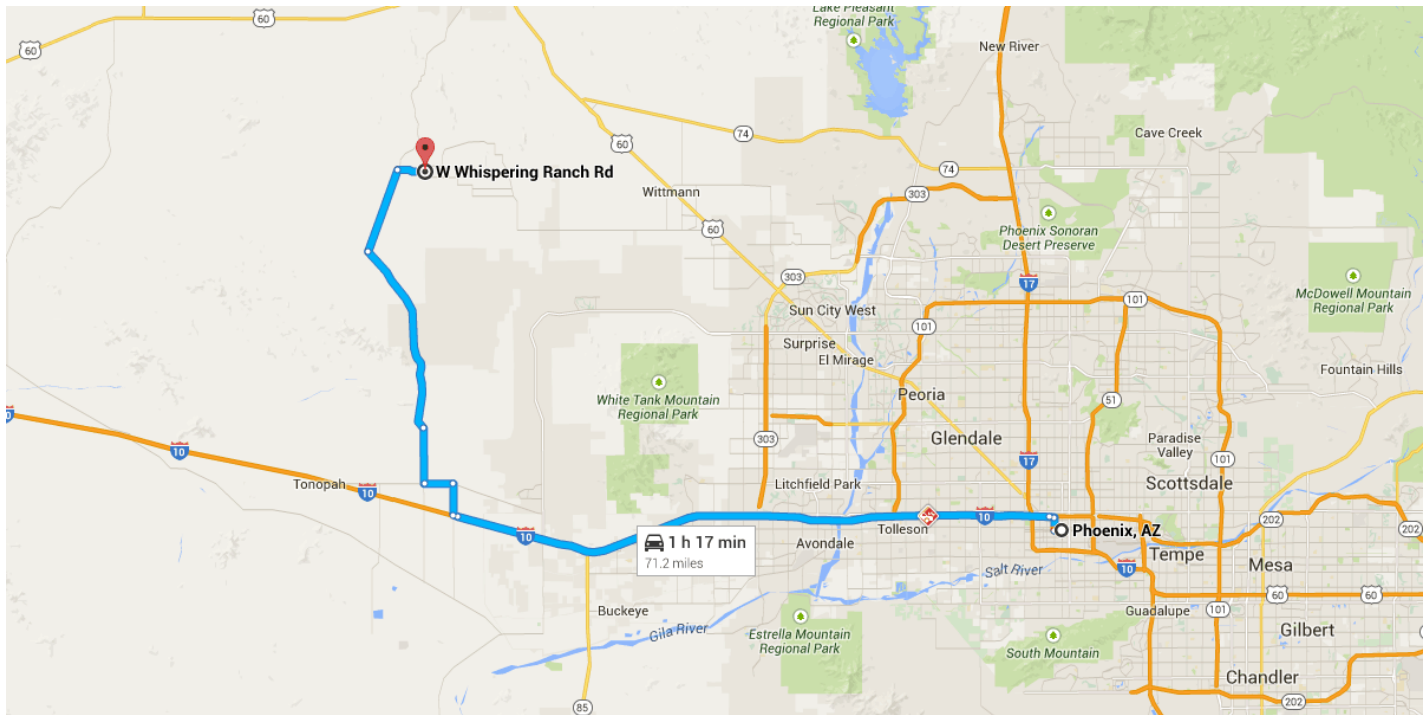 Lake Pleasant
Regional Park
60
60
New River
74
Cave Creek
60
W Whispering Ranch Rd
74
Wittmann
303
Phoenix Sonoran
Desert Preserve
60
303
17
McDowell Mountain
Regional Park
101
Sun City West
101
Surprise
El Mirage
Fountain Hills
White Tank Mountain
Regional Park
Peoria
51
Glendale
303
Paradise
Valley
10
17
101
Tonopah
10
Litchfield Park
Scottsdale
10
10
Tolleson
Phoenix, AZ
202
202
1 h 17 min
71.2 miles
Avondale
Tempe
Salt River
10
Mesa
Buckeye
60
60
Guadalupe
101
Gila River
Estrella Mountain
Regional Park
South Mountain
Gilbert
Chandler
85
202